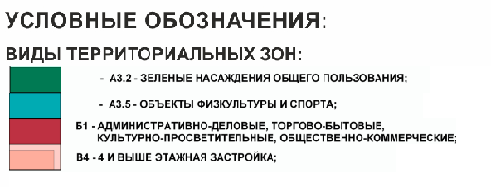 УСЛОВНЫЕ ОБОЗНАЧЕНИЯ:
ВИДЫ ТЕРРИТОРИАЛЬНЫХ ЗОН:
- А3.2 - ЗЕЛЕНЫЕ НАСАЖДЕНИЯ ОБЩЕГО ПОЛЬЗОВАНИЯ;
- А3.5 - ОБЪЕКТЫ ФИЗКУЛЬТУРЫ И СПОРТА;
Б1 - АДМИНИСТРАТИВНО-ДЕЛОВЫЕ, ТОРГОВО-БЫТОВЫЕ,
КУЛЬТУРНО-ПРОСВЕТИТЕЛЬНЫЕ, ОБЩЕСТВЕННО-КОММЕРЧЕСКИЕ;
В4 - 4 И ВЫШЕ ЭТАЖНАЯ ЗАСТРОЙКА;